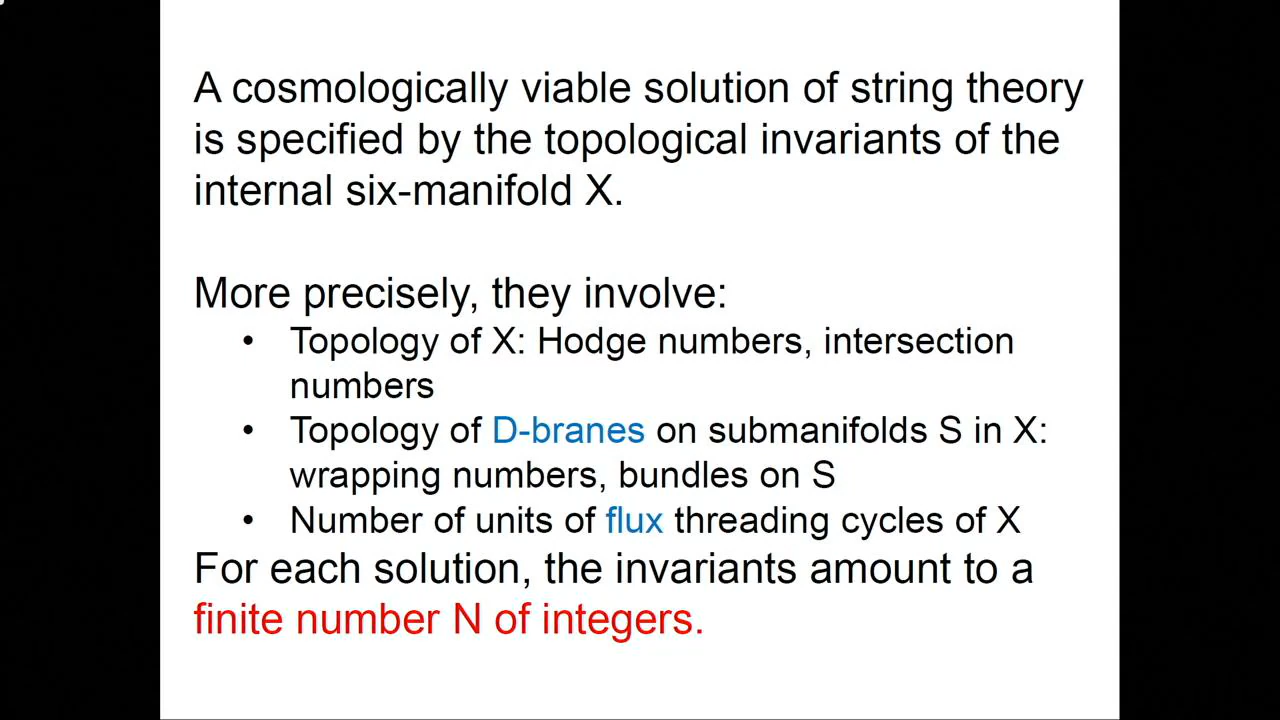 A cosmologically viable solution of string theory
is specified by the topological invariants of the
internal six-manifold X.
More precisely, they involve:
• Topology of X: Hodge numbers, intersection
numbers
• Topology of D-branes on submanifolds S in X:
wrapping numbers, bundles on S
• Number of units of flux threading cycles of X
For each solution, the invariants amount to a
finite number N of integers.